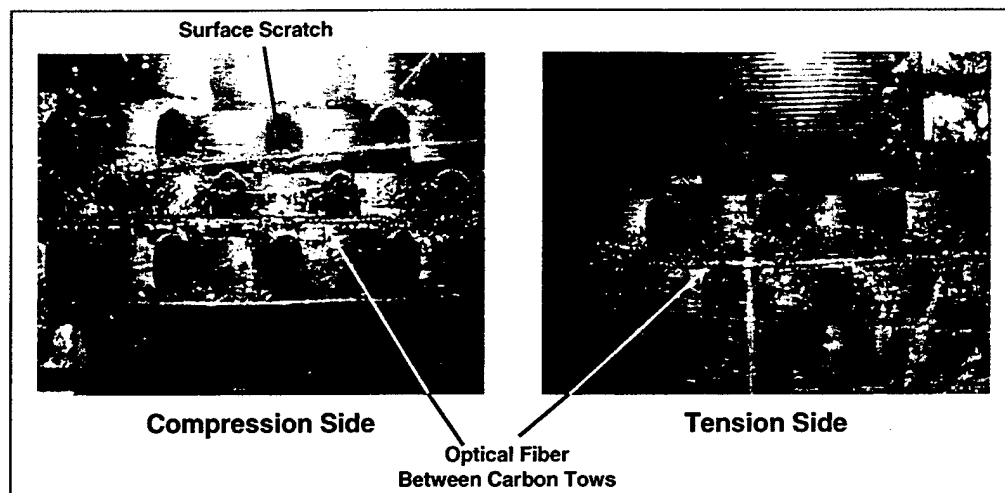 Surface Scratch
Compression Side
Tension Side
Optical Fiber
Between Carbon Tows